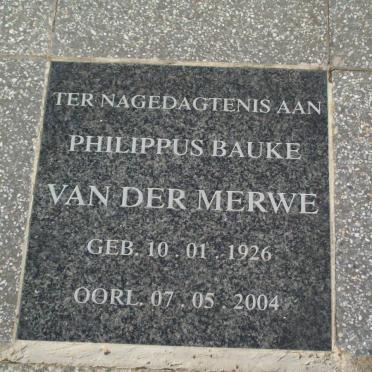 TER NAGEDAGTENIS AAN
PHILIPPUS BAUKE
VAN DER MERWE
GEB. 10 . 01 . 1926
OORL. 07 . 05 . 2004